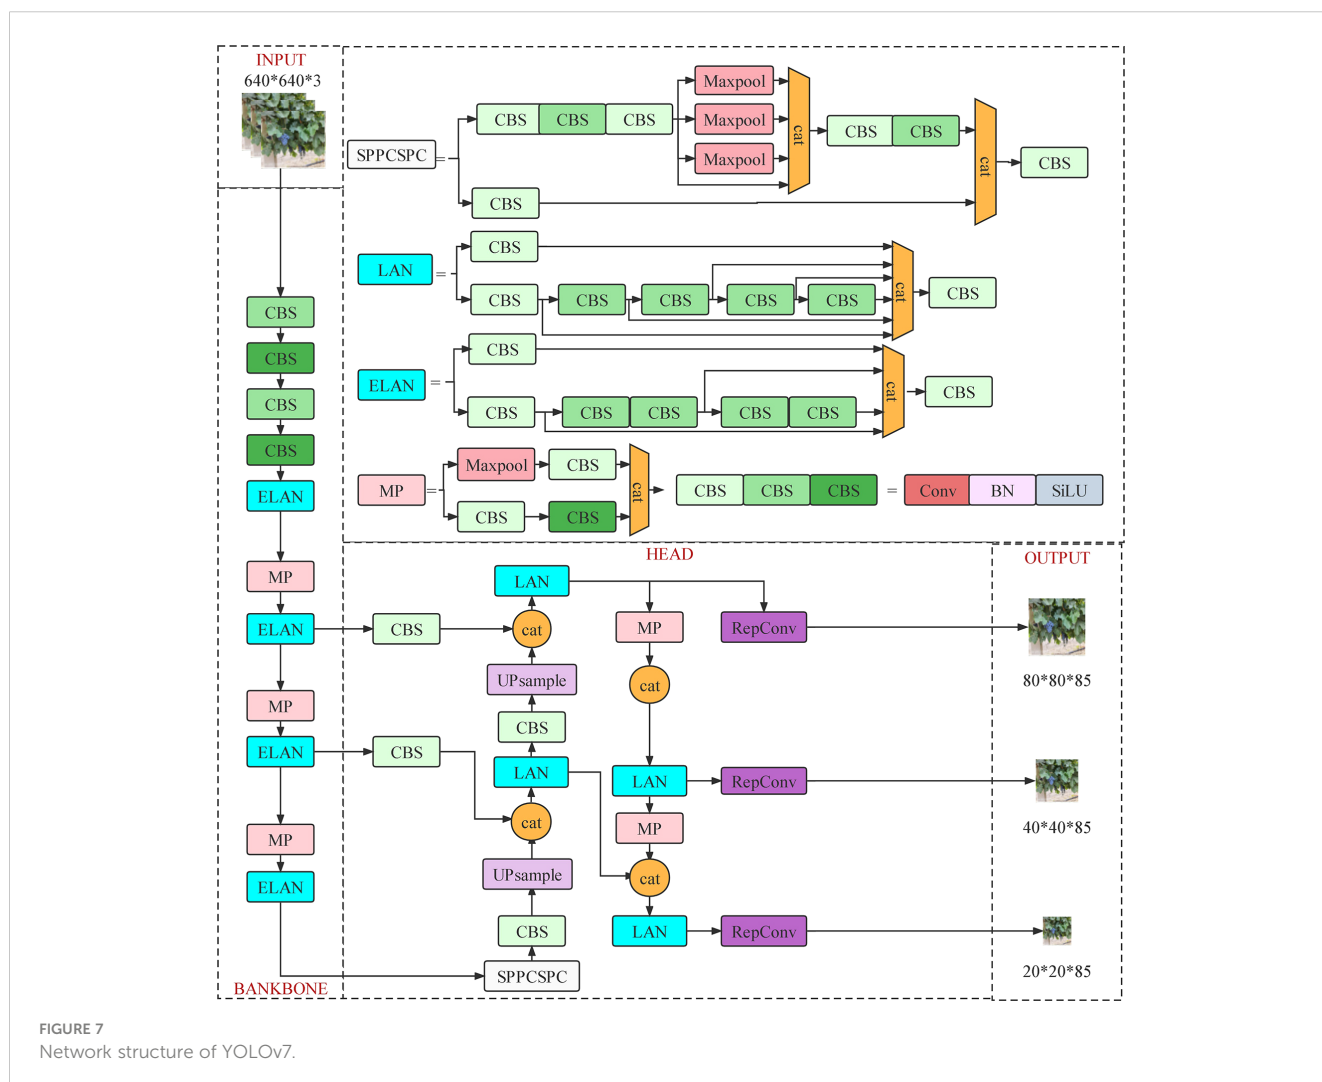 INPUT
640*640*3
SPPCSPC
=
CBS CBS CBS
Maxpool
Maxpool
Maxpool
cat
CBS CBS
cat
CBS
CBS
LAN
=
CBS
CBS CBS CBS CBS CBS
cat
CBS
ELAN
=
CBS
CBS CBS CBS CBS CBS
cat
CBS
MP
=
Maxpool CBS
CBS CBS
cat
CBS CBS CBS = Conv BN SiLU
CBS
CBS
CBS
CBS
ELAN
MP
ELAN
MP
ELAN
MP
ELAN
BANKBONE
HEAD
LAN
CBS
cat
UPsample
CBS
CBS
LAN
cat
UPsample
CBS
SPPCSPC
MP
cat
LAN
MP
cat
LAN
RepConv
RepConv
RepConv
OUTPUT
80*80*85
40*40*85
20*20*85
FIGURE 7
Network structure of YOLOv7.